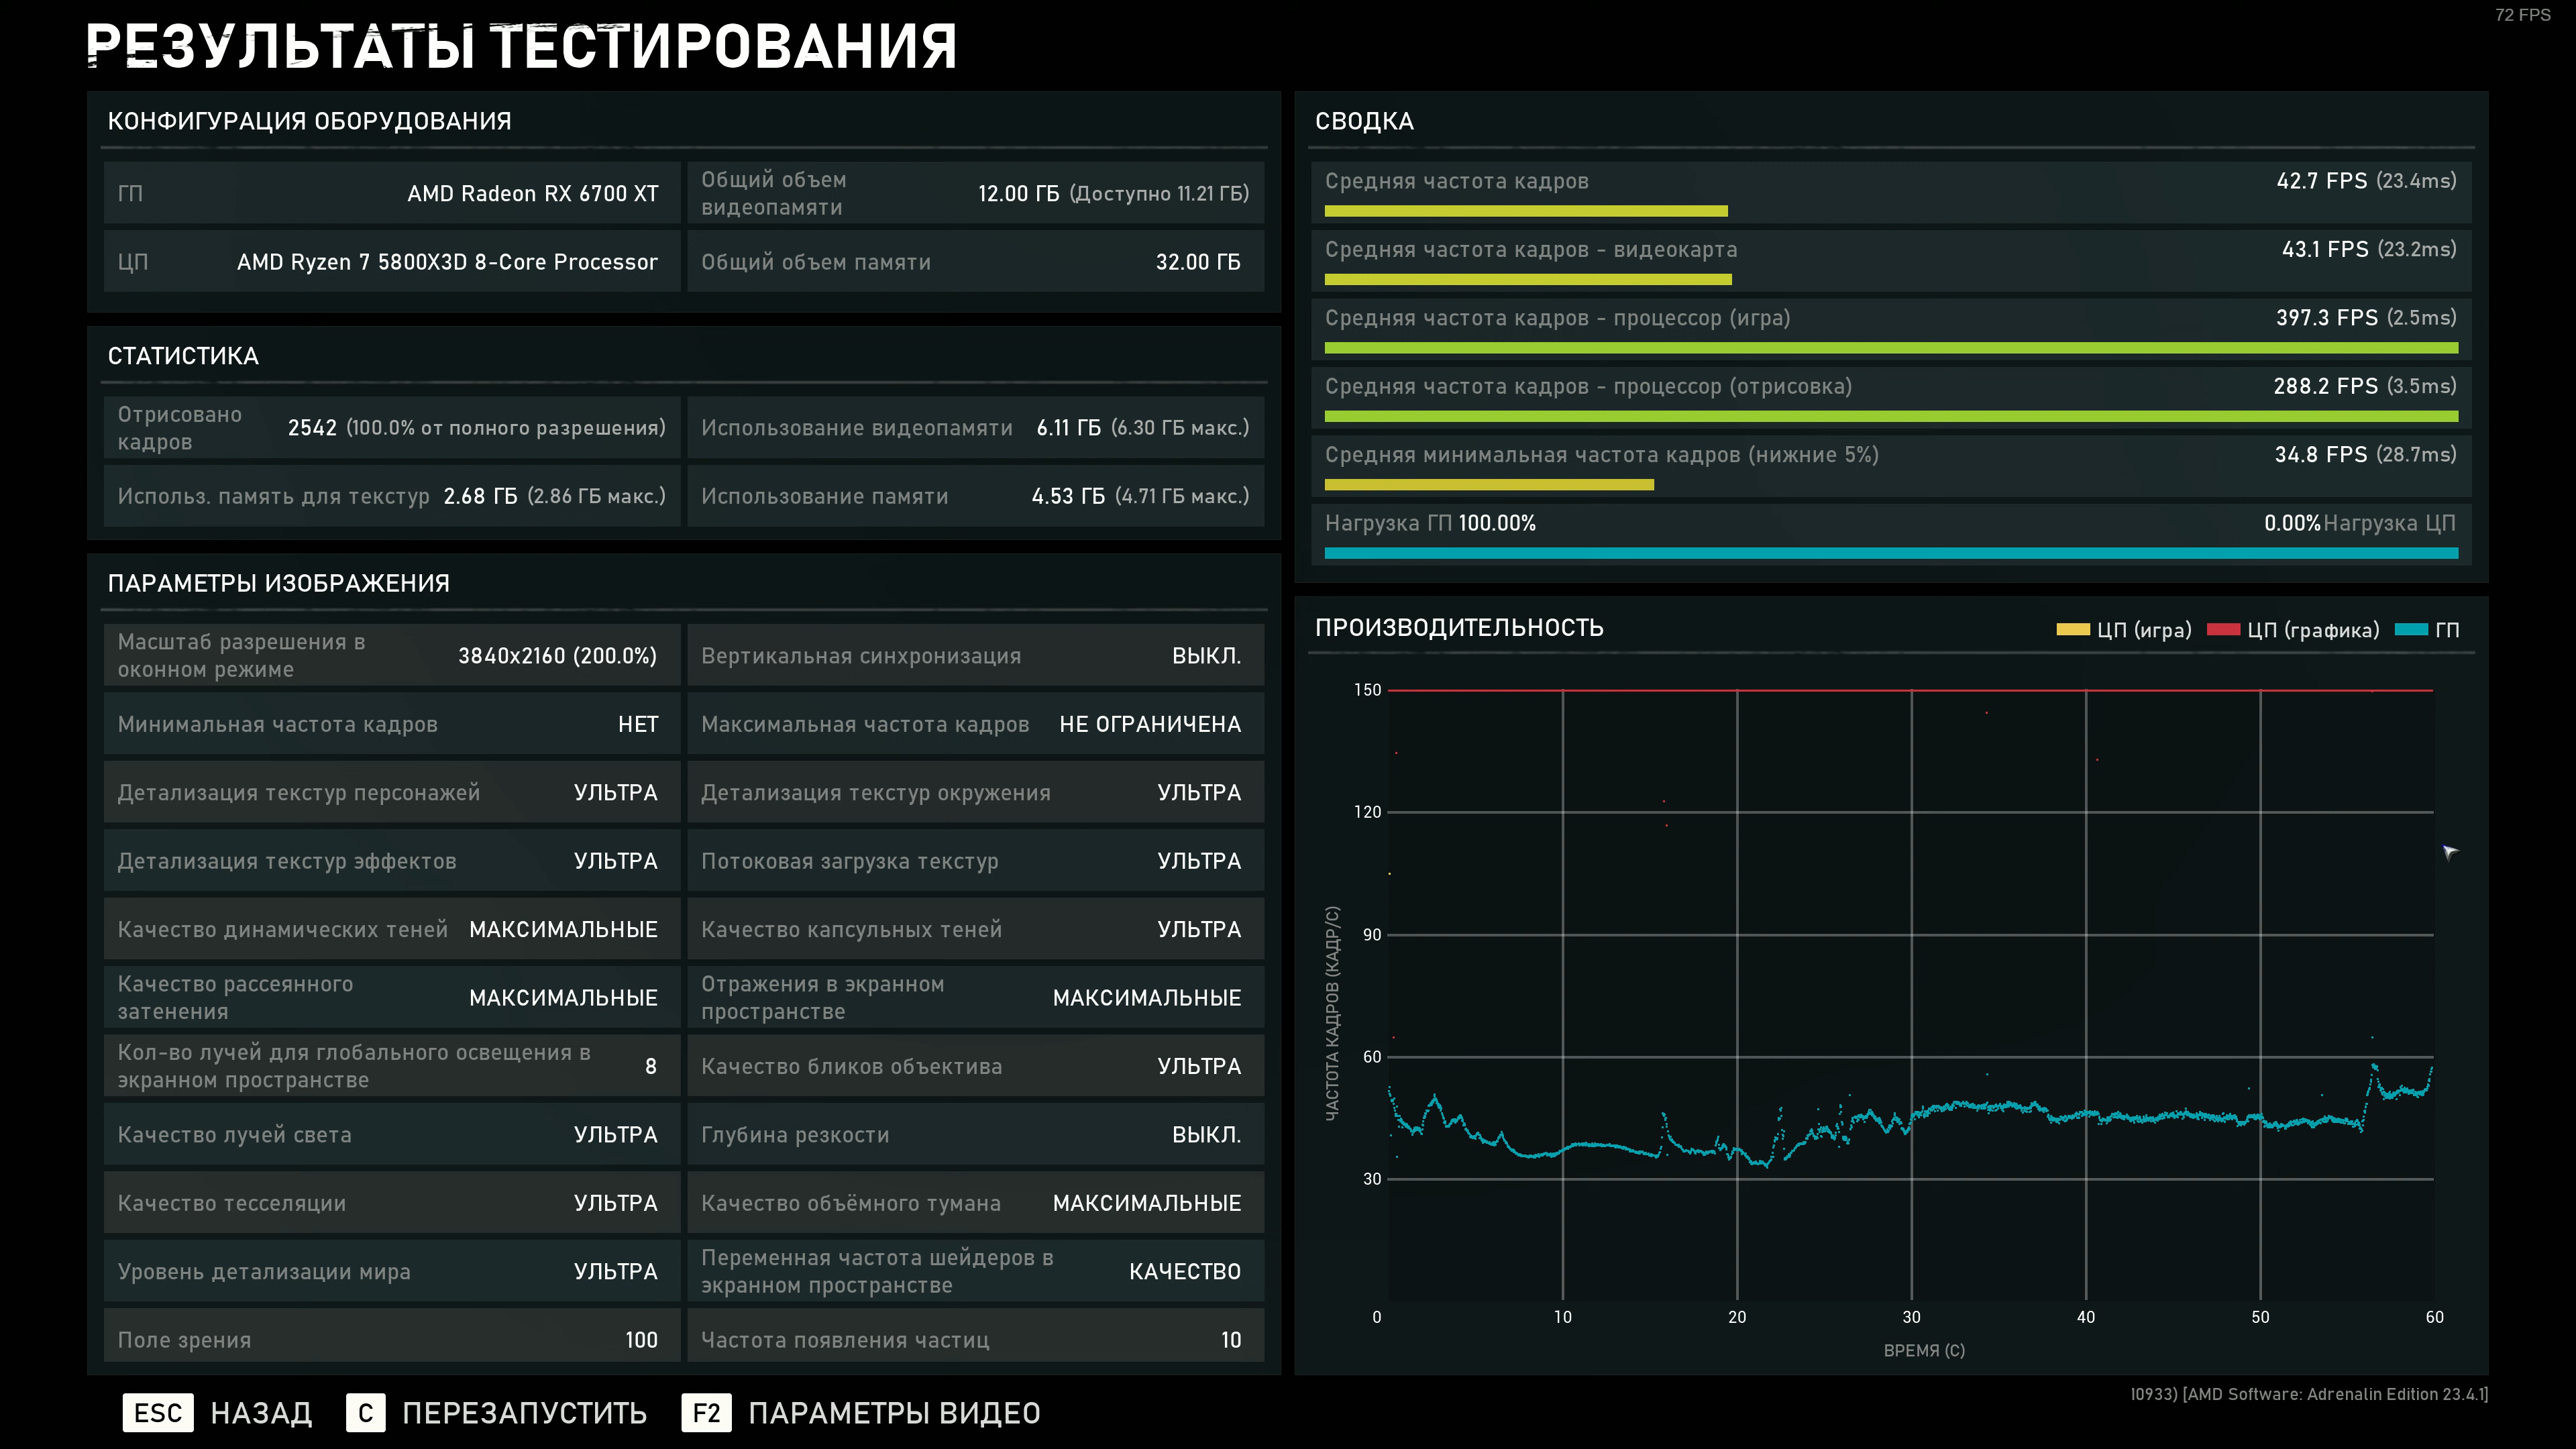 72 FPS
РЕЗУЛЬТАТЫ ТЕСТИРОВАНИЯ
КОНФИГУРАЦИЯ ОБОРУДОВАНИЯ
ГП AMD Radeon RX 6700 XT
Общий объем
видеопамяти
12.00 ГБ (Доступно 11.21 ГБ)
ЦП AMD Ryzen 7 5800X3D 8-Core Processor
Общий объем памяти 32.00 ГБ
СТАТИСТИКА
Отрисовано
кадров
2542 (100.0% от полного разрешения)
Использование видеопамяти 6.11 ГБ (6.30 ГБ макс.)
Использ. память для текстур 2.68 ГБ (2.86 ГБ макс.)
Использование памяти 4.53 ГБ (4.71 ГБ макс.)
ПАРАМЕТРЫ ИЗОБРАЖЕНИЯ
Масштаб разрешения в
оконном режиме
3840x2160 (200.0%)
Вертикальная синхронизация ВЫКЛ.
Минимальная частота кадров НЕТ
Максимальная частота кадров НЕ ОГРАНИЧЕНА
Детализация текстур персонажей УЛЬТРА
Детализация текстур окружения УЛЬТРА
Детализация текстур эффектов УЛЬТРА
Потоковая загрузка текстур УЛЬТРА
Качество динамических теней МАКСИМАЛЬНЫЕ
Качество капсульных теней УЛЬТРА
Качество рассеянного
затенения
МАКСИМАЛЬНЫЕ
Отражения в экранном
пространстве
МАКСИМАЛЬНЫЕ
Кол-во лучей для глобального освещения в
экранном пространстве
8
Качество бликов объектива УЛЬТРА
Качество лучей света УЛЬТРА
Глубина резкости ВЫКЛ.
Качество тесселяции УЛЬТРА
Качество объёмного тумана МАКСИМАЛЬНЫЕ
Уровень детализации мира УЛЬТРА
Переменная частота шейдеров в
экранном пространстве
КАЧЕСТВО
Поле зрения 100
Частота появления частиц 10
СВОДКА
Средняя частота кадров 42.7 FPS (23.4ms)
Средняя частота кадров - видеокарта 43.1 FPS (23.2ms)
Средняя частота кадров - процессор (игра) 397.3 FPS (2.5ms)
Средняя частота кадров - процессор (отрисовка) 288.2 FPS (3.5ms)
Средняя минимальная частота кадров (нижние 5%) 34.8 FPS (28.7ms)
Нагрузка ГП 100.00% 0.00% Нагрузка ЦП
ПРОИЗВОДИТЕЛЬНОСТЬ
ЦП (игра) ЦП (графика) ГП
150
120
90
60
30
ЧАСТОТА КАДРОВ (КАДР/С)
0 10 20 30 40 50 60
ВРЕМЯ (С)
10933) [AMD Software: Adrenalin Edition 23.4.1]
ESC НАЗАД C ПЕРЕЗАПУСТИТЬ F2 ПАРАМЕТРЫ ВИДЕО